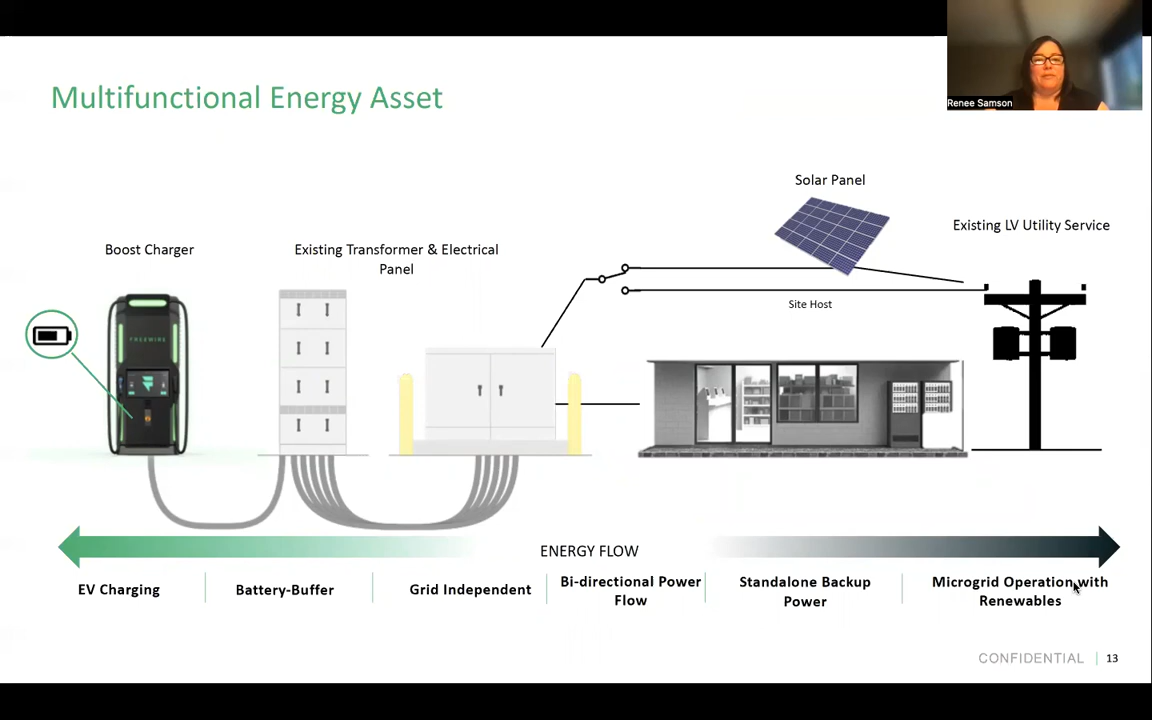 Renee Samson
Multifunctional Energy Asset
Solar Panel
Existing LV Utility Service
Boost Charger
Existing Transformer & Electrical
Panel
Site Host
FREEWIRE
ENERGY FLOW
EV Charging
Battery-Buffer
Grid Independent
Bi-directional Power
Flow
Standalone Backup
Power
Microgrid Operation with
Renewables
CONFIDENTIAL
13